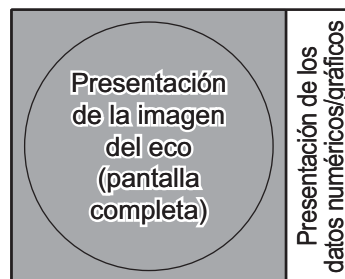 Presentación
de la imagen
del eco
(pantalla
completa)
Presentación de los
datos numéricos/gráficos